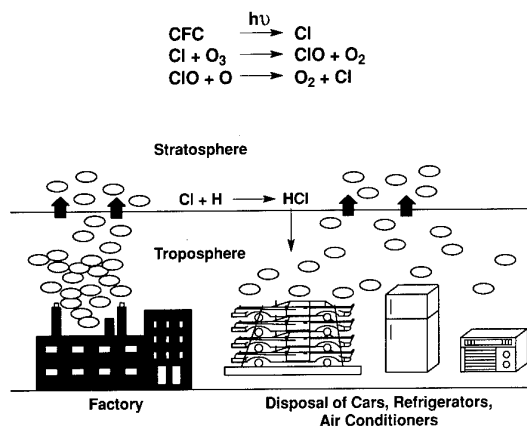 hυ
CFC ⟶ Cl
Cl + O₃ ⟶ ClO + O₂
ClO + O ⟶ O₂ + Cl
Stratosphere
Cl + H ⟶ HCl
Troposphere
Factory
Disposal of Cars, Refrigerators,
Air Conditioners